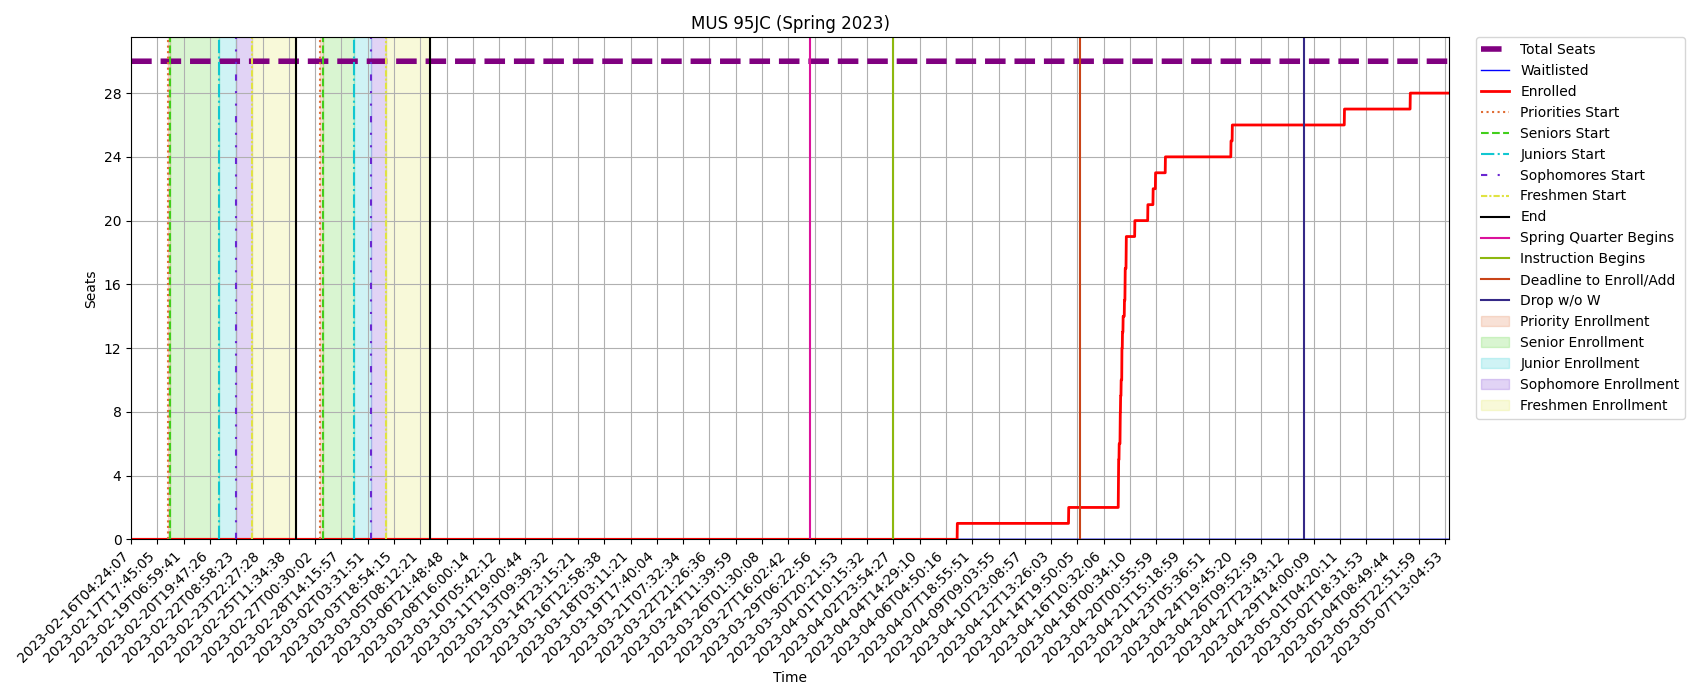 MUS 95JC (Spring 2023)
Total Seats
Waitlisted
Enrolled
Priorities Start
Seniors Start
Juniors Start
Sophomores Start
Freshmen Start
End
Spring Quarter Begins
Instruction Begins
Deadline to Enroll/Add
Drop w/o W
Priority Enrollment
Senior Enrollment
Junior Enrollment
Sophomore Enrollment
Freshmen Enrollment
Seats
28
24
20
16
12
8
4
0
2023-02-16T04:24:07
2023-02-17T17:45:05
2023-02-19T06:59:41
2023-02-20T19:47:26
2023-02-22T08:58:23
2023-02-23T22:27:28
2023-02-25T11:34:38
2023-02-27T00:30:02
2023-02-28T14:15:57
2023-03-02T03:31:51
2023-03-03T18:54:15
2023-03-05T08:12:21
2023-03-06T21:48:48
2023-03-08T16:00:14
2023-03-10T05:42:12
2023-03-11T19:00:44
2023-03-13T09:39:32
2023-03-14T23:15:21
2023-03-16T12:58:38
2023-03-18T03:11:21
2023-03-19T17:40:04
2023-03-21T07:32:34
2023-03-22T21:26:36
2023-03-24T11:39:59
2023-03-26T01:30:08
2023-03-27T16:02:42
2023-03-29T06:22:56
2023-03-30T20:21:53
2023-04-01T10:15:32
2023-04-02T23:54:27
2023-04-04T14:29:10
2023-04-06T04:50:16
2023-04-07T18:55:51
2023-04-09T09:03:55
2023-04-10T23:08:57
2023-04-12T13:26:03
2023-04-14T19:50:05
2023-04-16T10:32:06
2023-04-18T00:34:10
2023-04-20T00:55:59
2023-04-21T15:18:59
2023-04-23T05:36:51
2023-04-24T19:45:20
2023-04-26T09:52:59
2023-04-27T23:43:12
2023-04-29T14:00:09
2023-05-01T04:20:11
2023-05-02T18:31:53
2023-05-04T08:49:44
2023-05-05T22:51:59
2023-05-07T13:04:53
Time